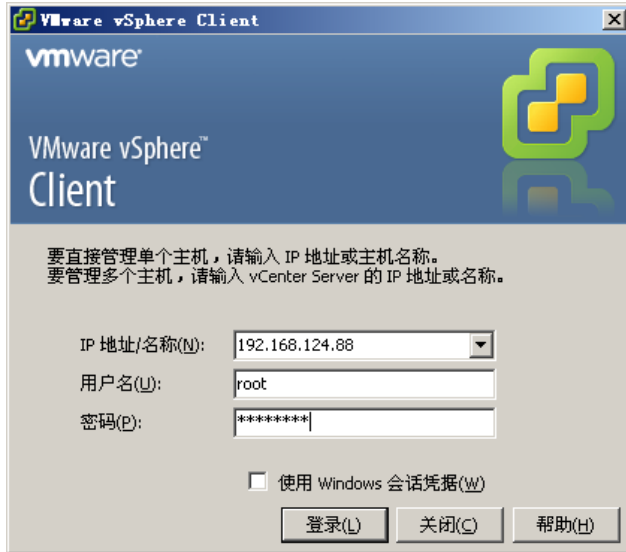 VMware vSphere Client
vmware
VMware vSphere™
Client
要直接管理单个主机，请输入 IP 地址或主机名称。
要管理多个主机，请输入 vCenter Server 的 IP 地址或名称。
IP 地址/名称(N): 192.168.124.88
用户名(U): root
密码(P): ********
使用 Windows 会话凭据(W)
登录(L) 关闭(C) 帮助(H)